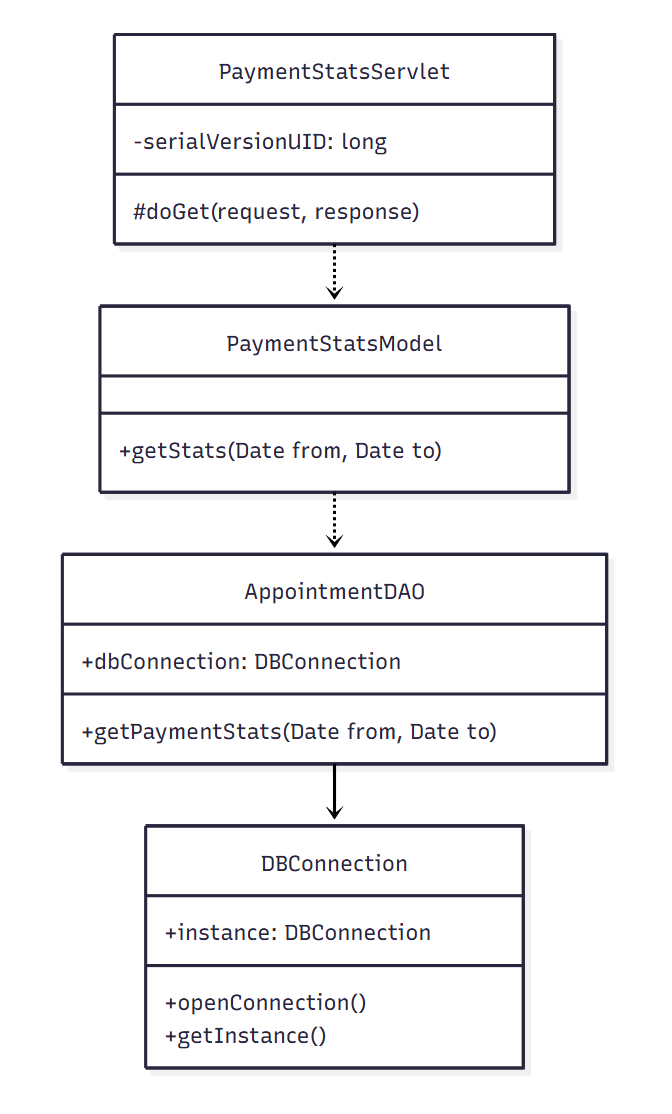 PaymentStatsServlet
-serialVersionUID: long
#doGet(request, response)
PaymentStatsModel
+getStats(Date from, Date to)
AppointmentDAO
+dbConnection: DBConnection
+getPaymentStats(Date from, Date to)
DBConnection
+instance: DBConnection
+openConnection()
+getInstance()